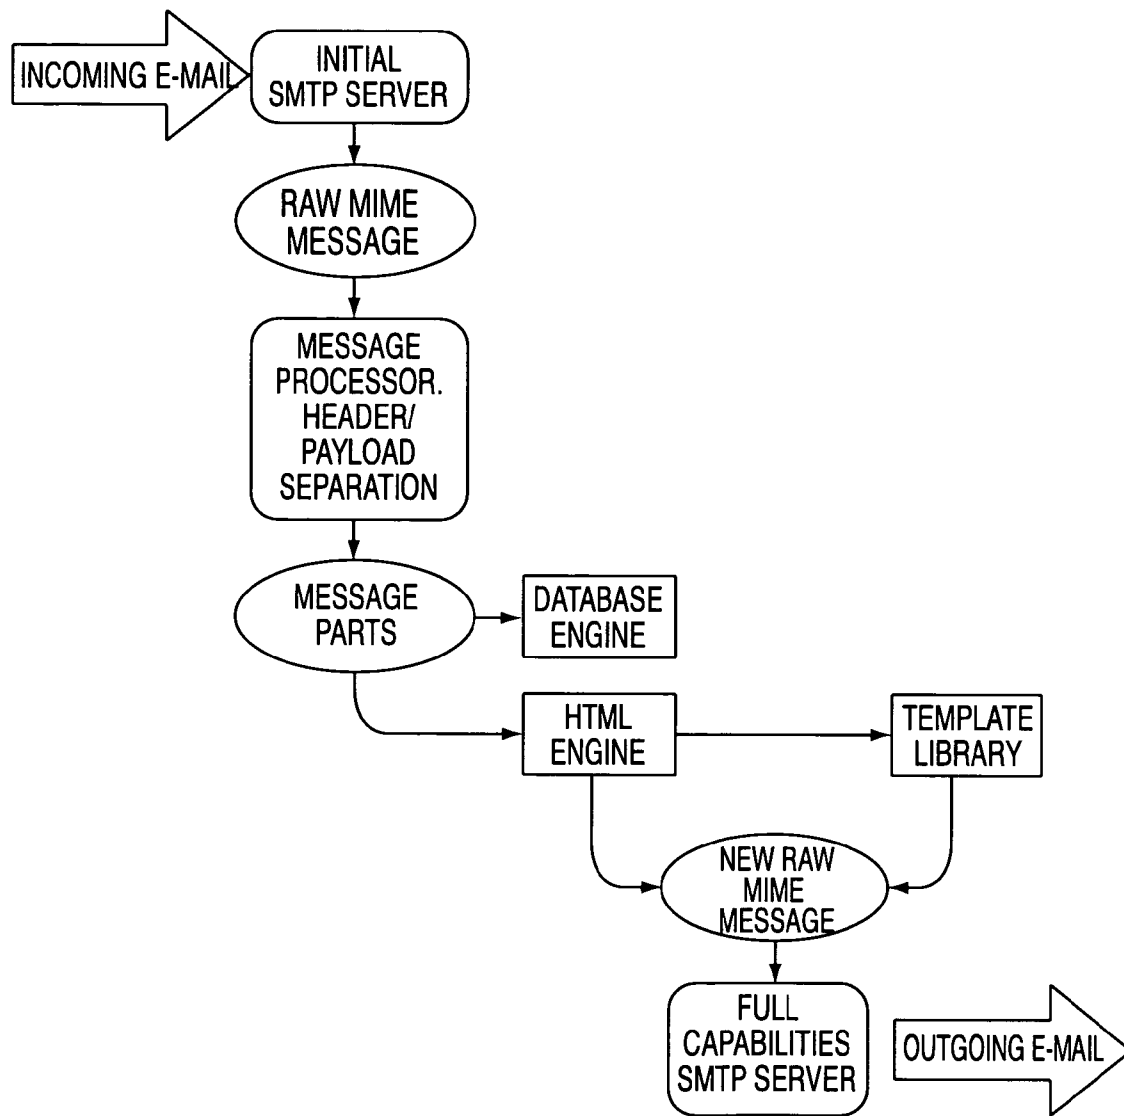 INCOMING E-MAIL
INITIAL
SMTP SERVER
RAW MIME
MESSAGE
MESSAGE
PROCESSOR.
HEADER/
PAYLOAD
SEPARATION
MESSAGE
PARTS
DATABASE
ENGINE
HTML
ENGINE
TEMPLATE
LIBRARY
NEW RAW
MIME
MESSAGE
FULL
CAPABILITIES
SMTP SERVER
OUTGOING E-MAIL